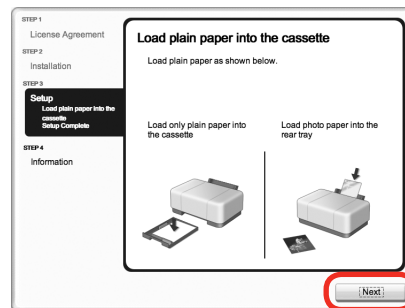 STEP 1
License Agreement
STEP 2
Installation
STEP 3
Setup
Load plain paper into the
cassette
Setup Complete
STEP 4
Information
Load plain paper into the cassette
Load plain paper as shown below.
Load only plain paper into
the cassette
Load photo paper into the
rear tray
Next